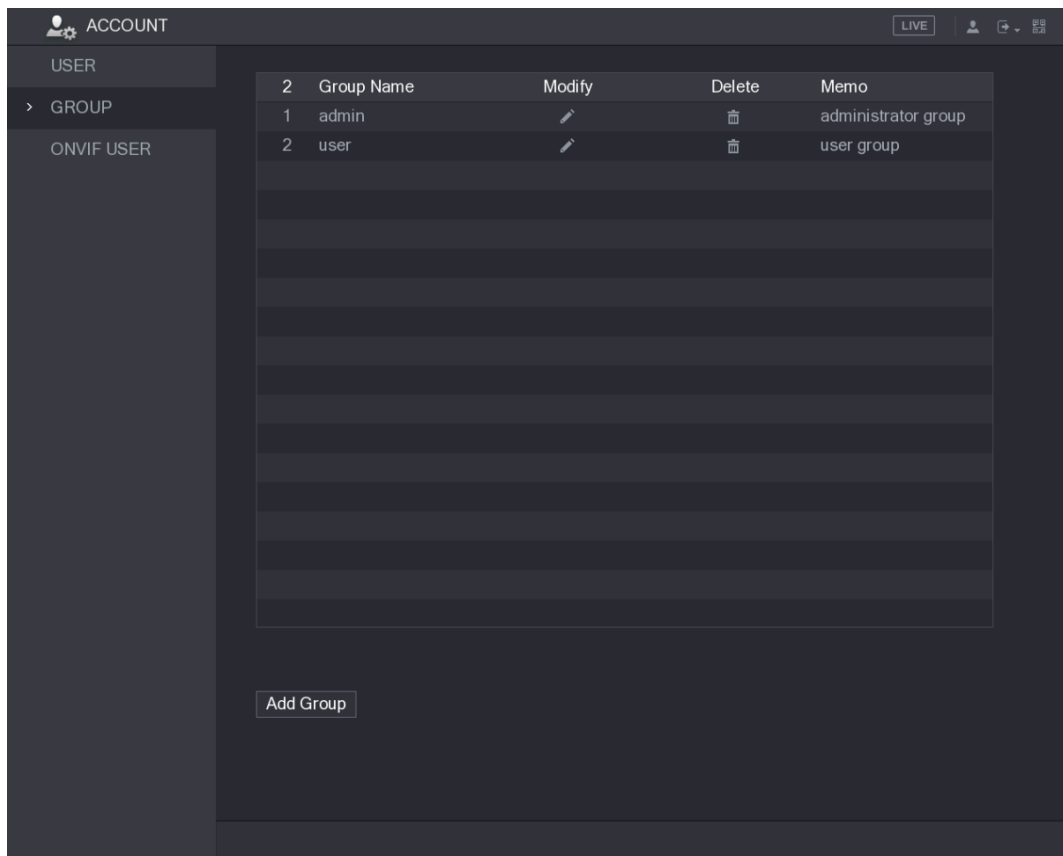 ACCOUNT LIVE
USER
GROUP
ONVIF USER
2 Group Name Modify Delete Memo
1 admin administrator group
2 user user group
Add Group